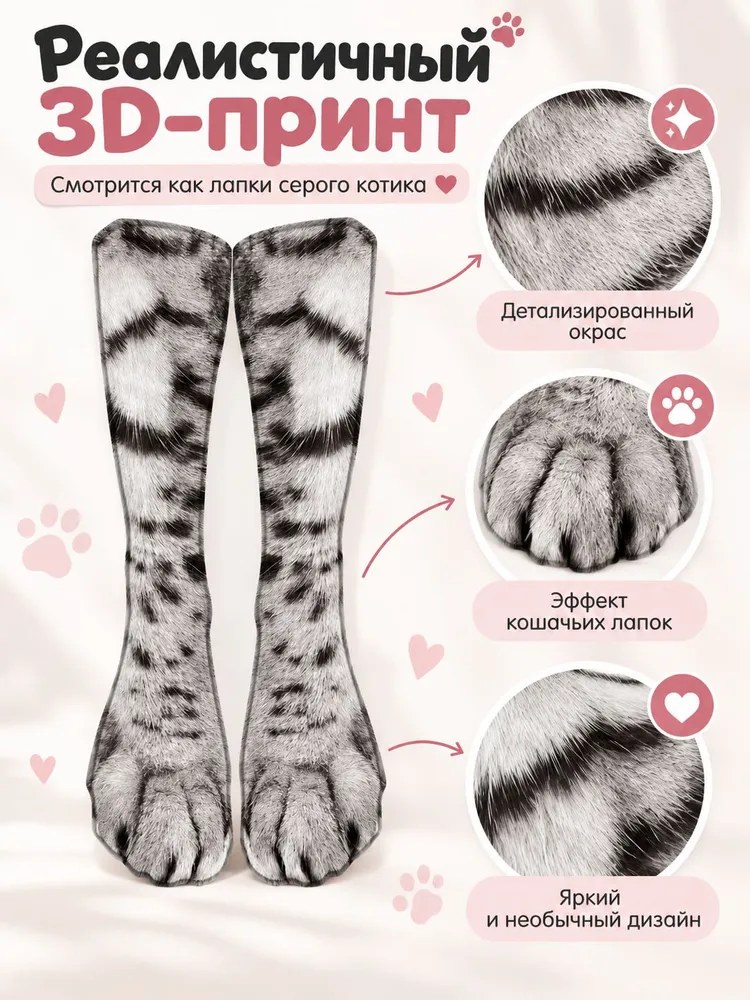 Реалистичный
3D-принт
Смотрится как лапки серого котика
Детализированный
окрас
Эффект
кошачьих лапок
Яркий
и необычный дизайн